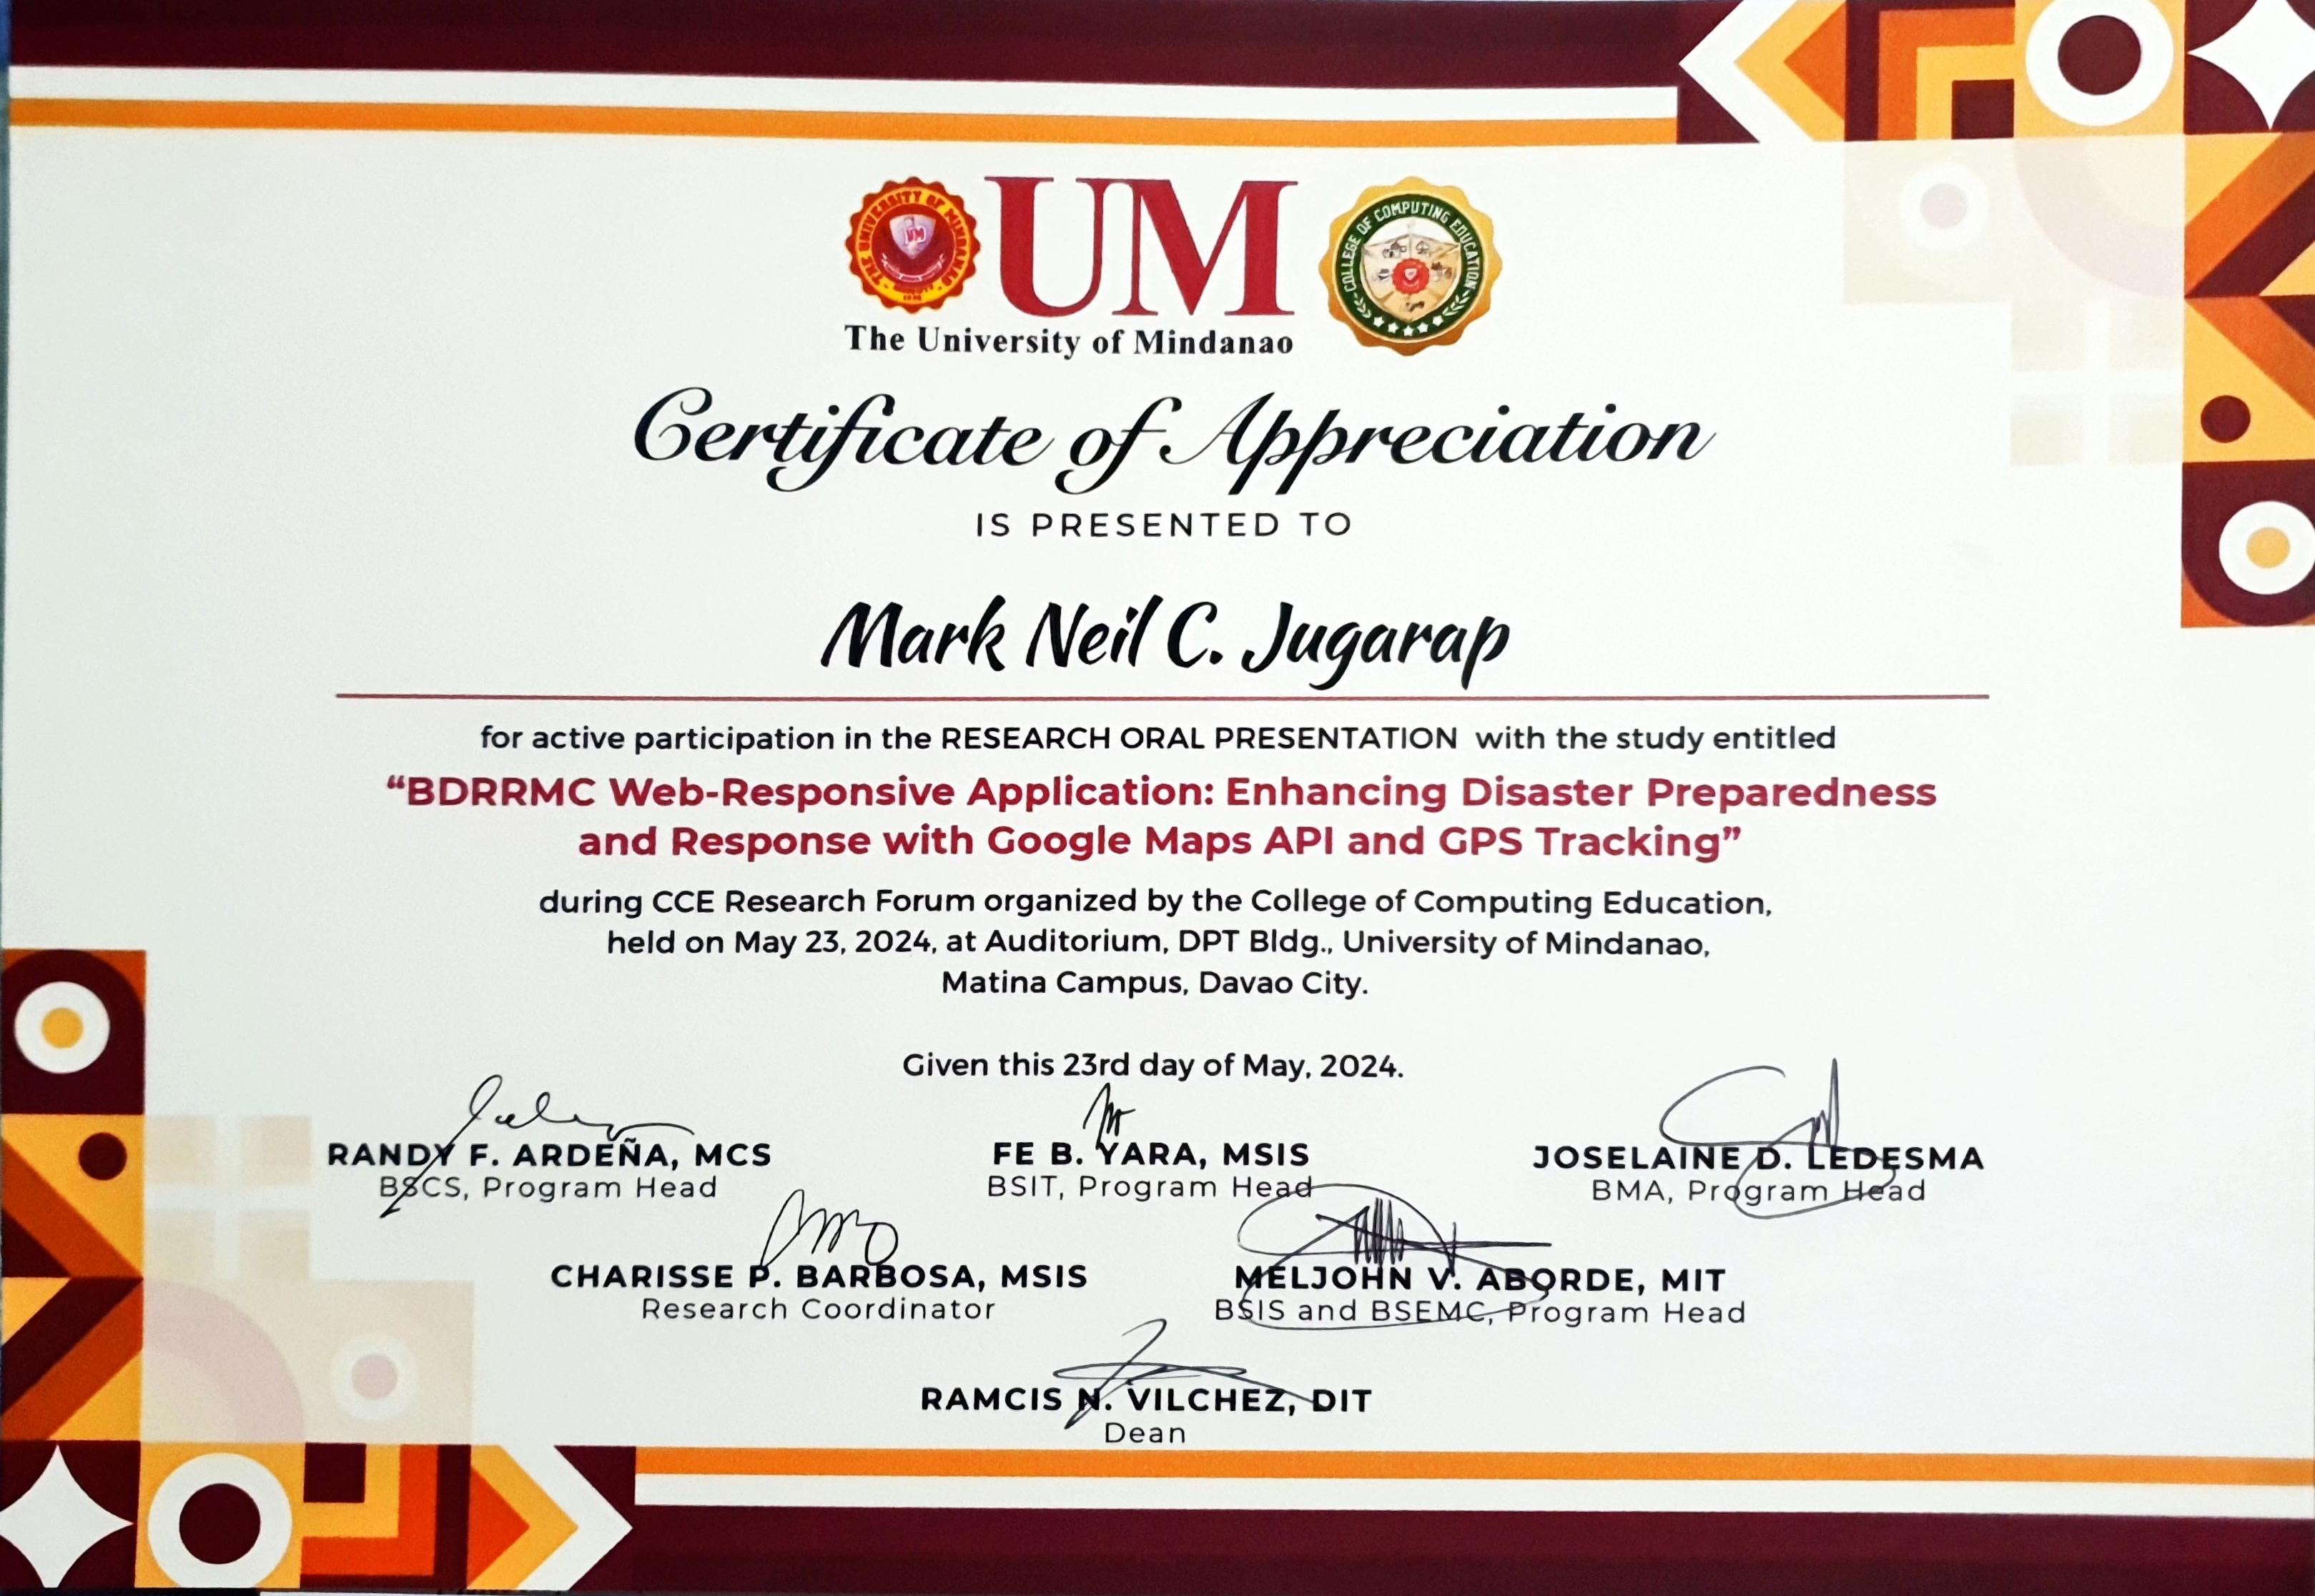 THE UNIVERSITY OF MINDANAO
UM
COLLEGE OF COMPUTING EDUCATION
The University of Mindanao
Certificate of Appreciation
IS PRESENTED TO
Mark Neil C. Jugarap
for active participation in the RESEARCH ORAL PRESENTATION with the study entitled
“BDRRMC Web-Responsive Application: Enhancing Disaster Preparedness
and Response with Google Maps API and GPS Tracking”
during CCE Research Forum organized by the College of Computing Education,
held on May 23, 2024, at Auditorium, DPT Bldg., University of Mindanao,
Matina Campus, Davao City.
Given this 23rd day of May, 2024.
RANDY F. ARDEÑA, MCS
BSCS, Program Head
FE B. YARA, MSIS
BSIT, Program Head
JOSELAINE D. LEDESMA
BMA, Program Head
CHARISSE P. BARBOSA, MSIS
Research Coordinator
MELJOHN V. ABORDE, MIT
BSIS and BSEMC, Program Head
RAMCIS N. VILCHEZ, DIT
Dean